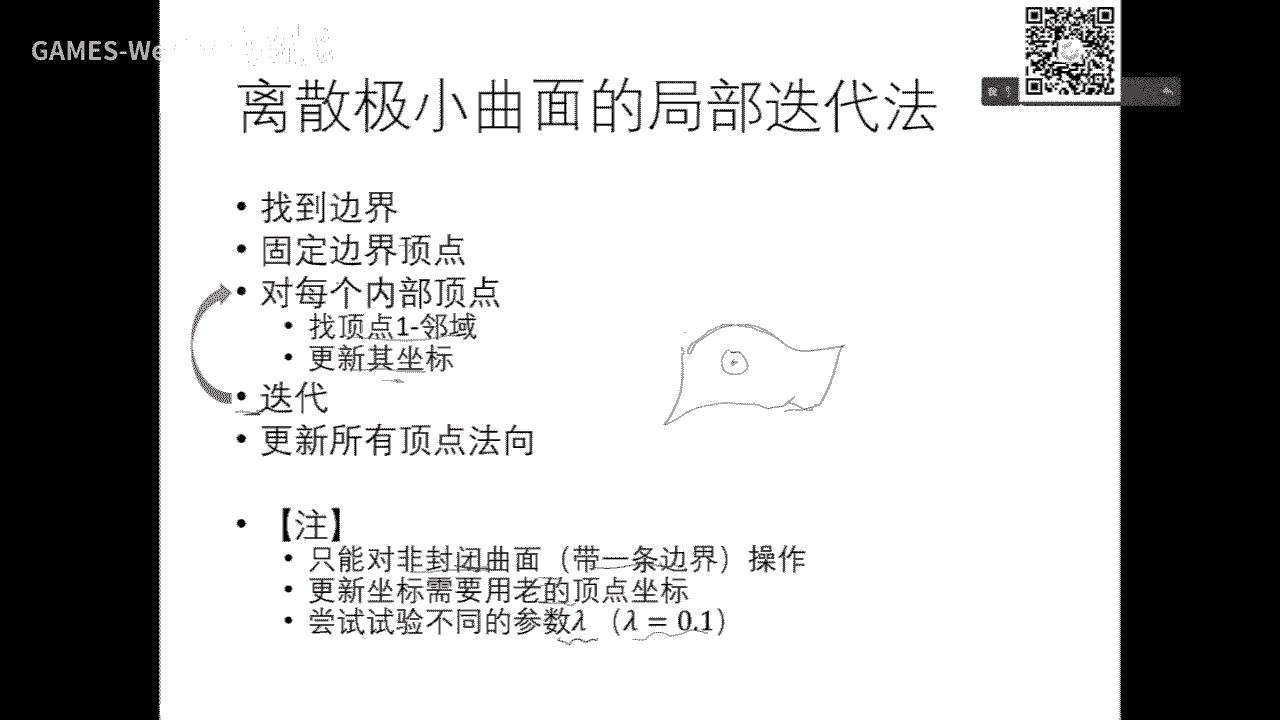 GAMES-We
离散极小曲面的局部迭代法
• 找到边界
• 固定边界顶点
• 对每个内部顶点
• 找顶点1-邻域
• 更新其坐标
• 迭代
• 更新所有顶点法向
• 【注】
• 只能对非封闭曲面（带一条边界）操作
• 更新坐标需要用老的顶点坐标
• 尝试试验不同的参数λ （λ = 0.1）